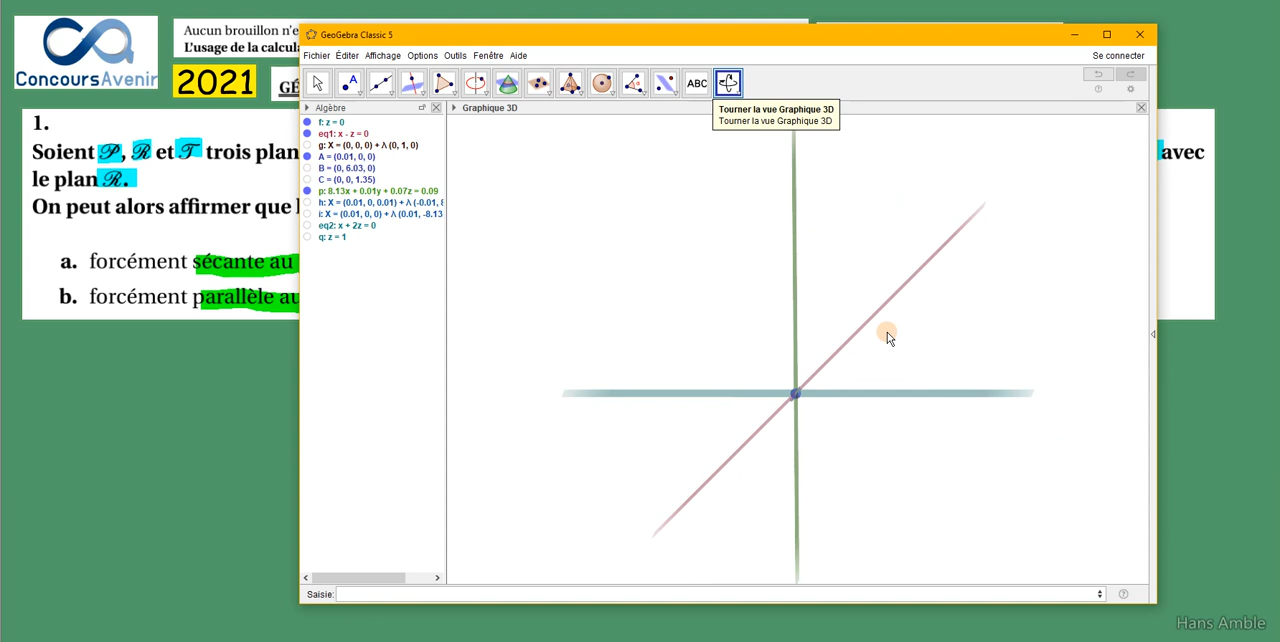 ConcoursAvenir
Aucun brouillon n'e
L'usage de la calcula
2021
GÉ
1.
Soient 𝒫, ℛ et 𝒯 trois plan
avec
le plan ℛ.
On peut alors affirmer que l
a. forcément sécante au
b. forcément parallèle au
GeoGebra Classic 5
Fichier Éditer Affichage Options Outils Fenêtre Aide
Se connecter
A
ABC
Algèbre
Graphique 3D
Tourner la vue Graphique 3D
Tourner la vue Graphique 3D
f: z = 0
eq1: x - z = 0
g: X = (0, 0, 0) + λ (0, 1, 0)
A = (0.01, 0, 0)
B = (0, 6.03, 0)
C = (0, 0, 1.35)
p: 8.13x + 0.01y + 0.07z = 0.09
h: X = (0.01, 0, 0.01) + λ (-0.01, 8
i: X = (0.01, 0, 0) + λ (0.01, -8.13
eq2: x + 2z = 0
q: z = 1
Saisie:
Hans Amble